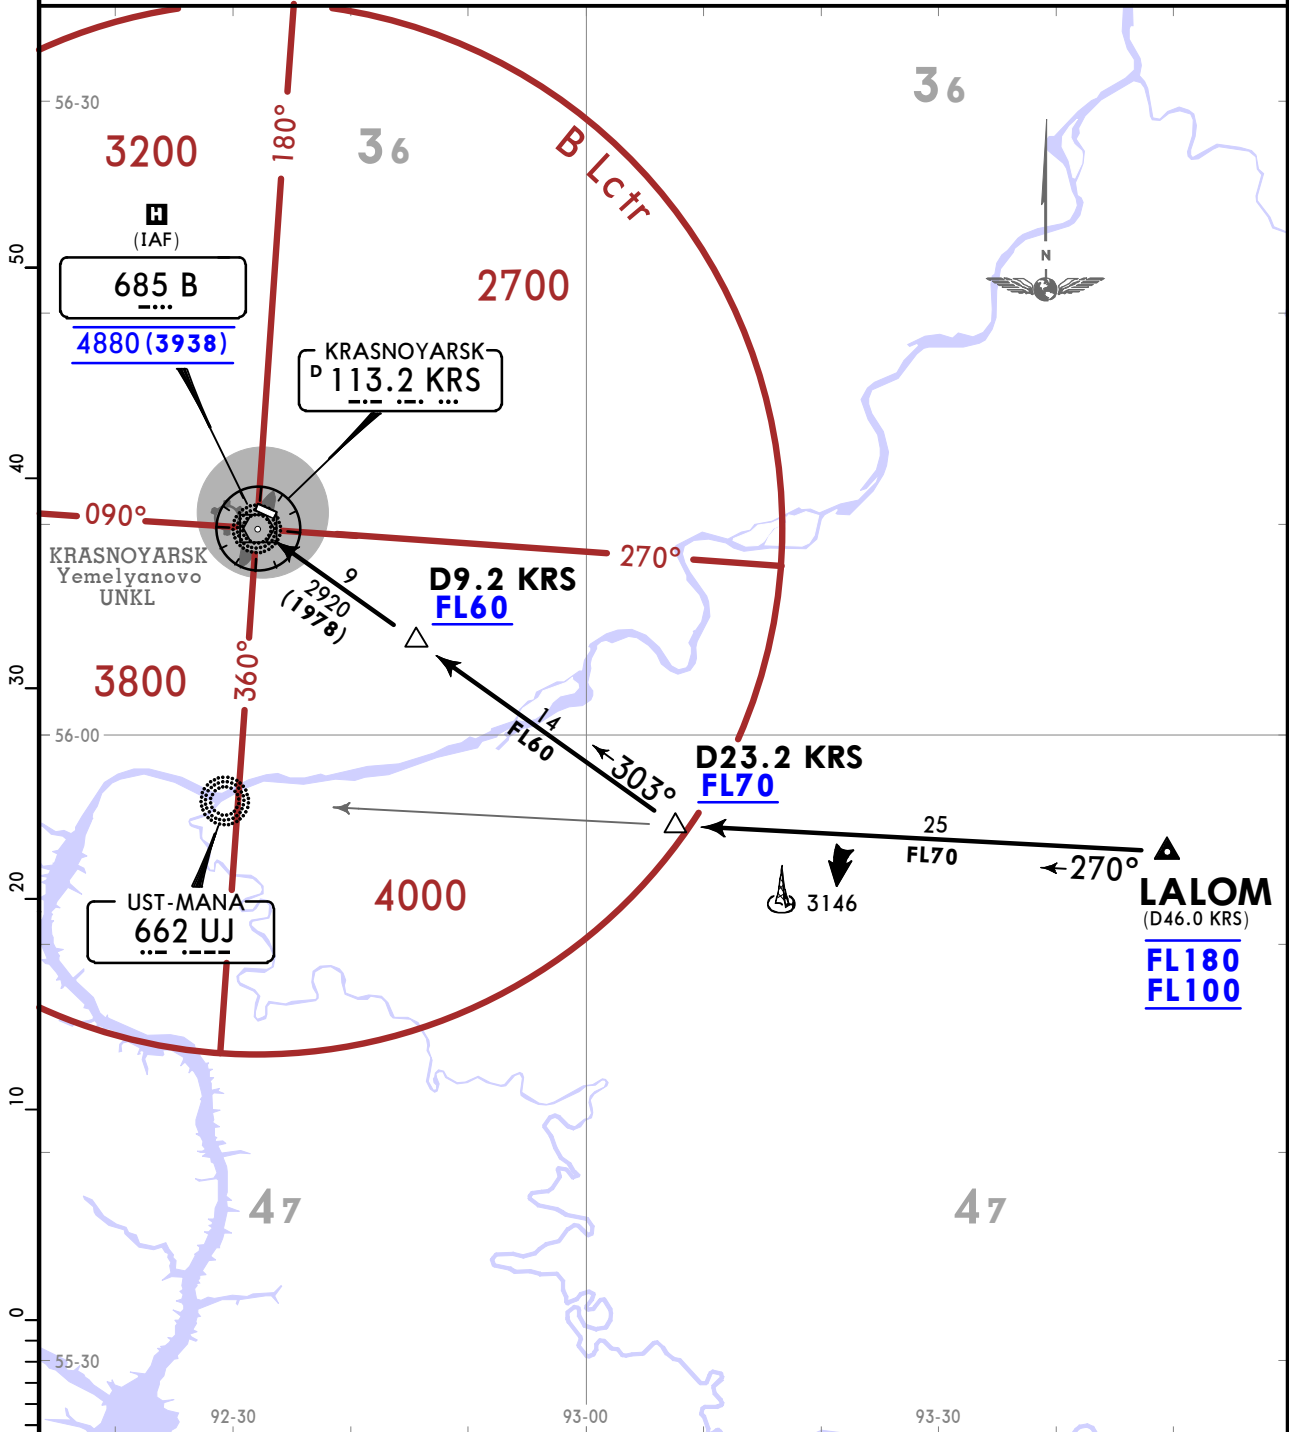 56-30
36
36
180°
3200
B Lctr
H
(IAF)
685 B
4880 (3938)
2700
N
50
KRASNOYARSK
D 113.2 KRS
40
090°
270°
KRASNOYARSK
Yemelyanovo
UNKL
9
2920
(1978)
D9.2 KRS
FL60
360°
3800
30
56-00
14
FL60
303°
D23.2 KRS
FL70
25
FL70
270°
LALOM
(D46.0 KRS)
FL180
FL100
3146
4000
20
UST-MANA
662 UJ
10
47
47
0
55-30
92-30
93-00
93-30